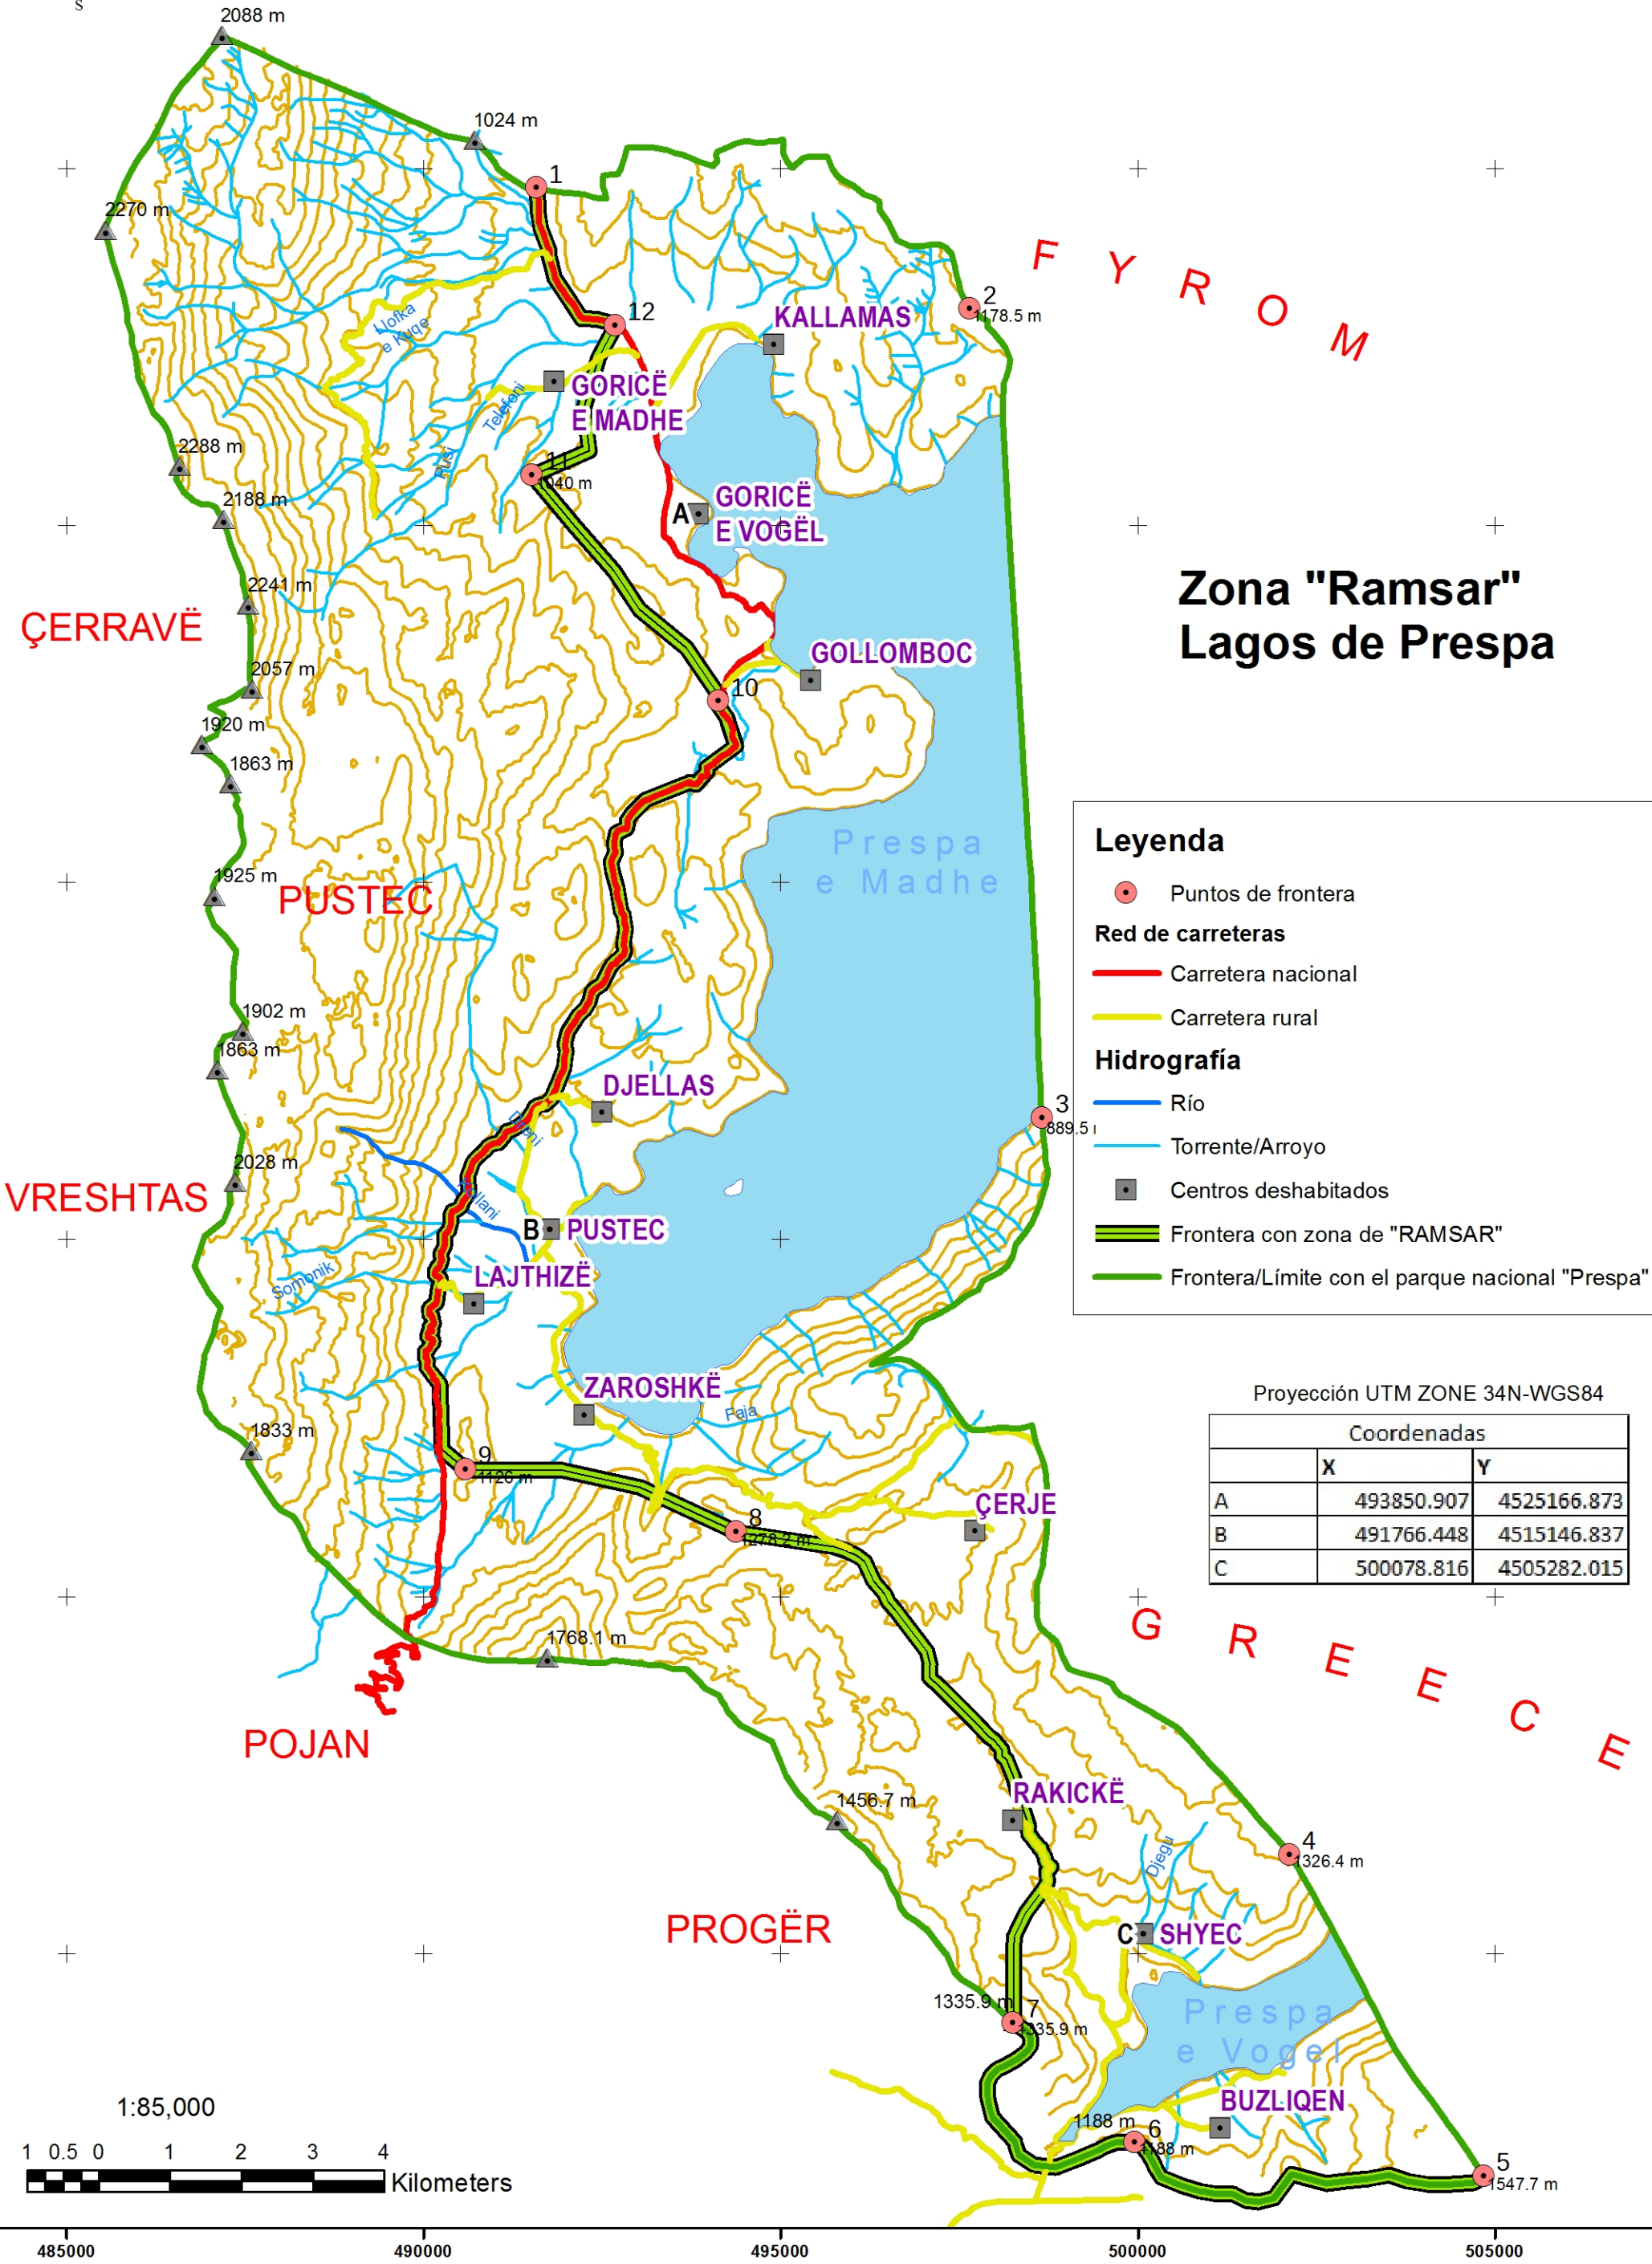 S
2088 m
1024 m
1
2270 m
F Y R O M
2
1178.5 m
12
KALLAMAS
Llofka
e Kuqe
GORICË
E MADHE
Telefoni
Pusi
2288 m
11
1040 m
2188 m
GORICË
E VOGËL
A
2241 m
Zona "Ramsar"
Lagos de Prespa
ÇERRAVË
GOLLOMBOC
2057 m
10
1920 m
1863 m
Prespa
e Madhe
1925 m
PUSTEC
Leyenda
Puntos de frontera
Red de carreteras
Carretera nacional
Carretera rural
Hidrografía
Río
Torrente/Arroyo
Centros deshabitados
Frontera con zona de "RAMSAR"
Frontera/Límite con el parque nacional "Prespa"
1902 m
1863 m
DJELLAS
3
889.5
2028 m
VRESHTAS
B
PUSTEC
LAJTHIZË
Somonik
ZAROSHKË
Faja
1833 m
9
1126 m
8
1278.2 m
ÇERJE
Proyección UTM ZONE 34N-WGS84
Coordenadas
X Y
A 493850.907 4525166.873
B 491766.448 4515146.837
C 500078.816 4505282.015
G R E E C E
1768.1 m
POJAN
RAKICKË
1456.7 m
4
1326.4 m
Djegu
PROGËR
C
SHYEC
1335.9 m
7
1335.9 m
Prespa
e Vogel
BUZLIQEN
1188 m
6
1188 m
5
1547.7 m
1:85,000
1 0.5 0 1 2 3 4
Kilometers
485000 490000 495000 500000 505000